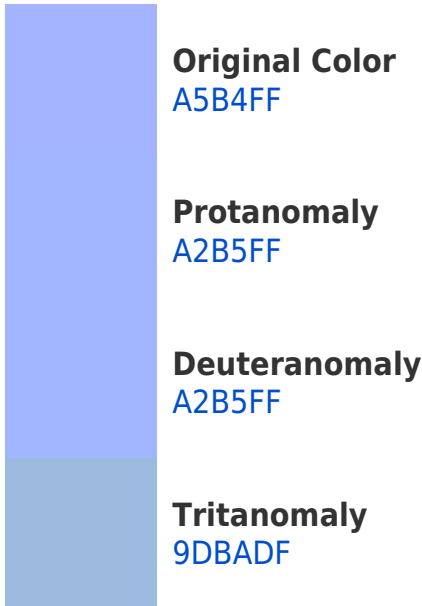 Original Color
A5B4FF
Protanomaly
A2B5FF
Deuteranomaly
A2B5FF
Tritanomaly
9DBADF